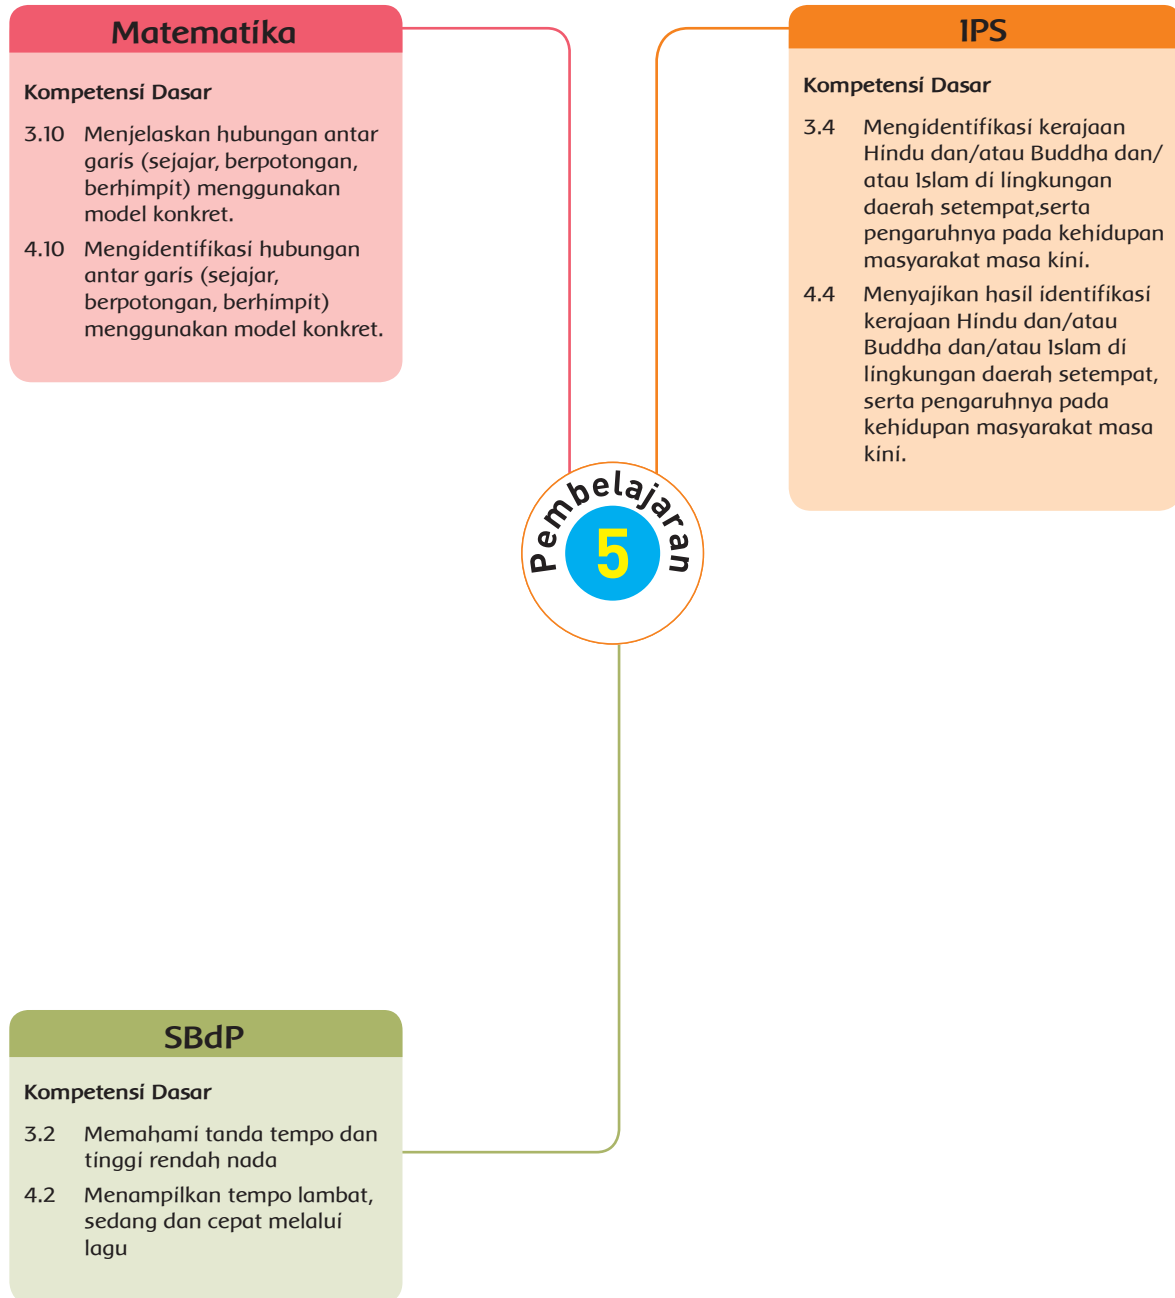 Matematika
Kompetensi Dasar
3.10 Menjelaskan hubungan antar
garis (sejajar, berpotongan,
berhimpit) menggunakan
model konkret.
4.10 Mengidentifikasi hubungan
antar garis (sejajar,
berpotongan, berhimpit)
menggunakan model konkret.
IPS
Kompetensi Dasar
3.4 Mengidentifikasi kerajaan
Hindu dan/atau Buddha dan/
atau Islam di lingkungan
daerah setempat,serta
pengaruhnya pada kehidupan
masyarakat masa kini.
4.4 Menyajikan hasil identifikasi
kerajaan Hindu dan/atau
Buddha dan/atau Islam di
lingkungan daerah setempat,
serta pengaruhnya pada
kehidupan masyarakat masa
kini.
Pembelajaran
5
SBdP
Kompetensi Dasar
3.2 Memahami tanda tempo dan
tinggi rendah nada
4.2 Menampilkan tempo lambat,
sedang dan cepat melalui
lagu